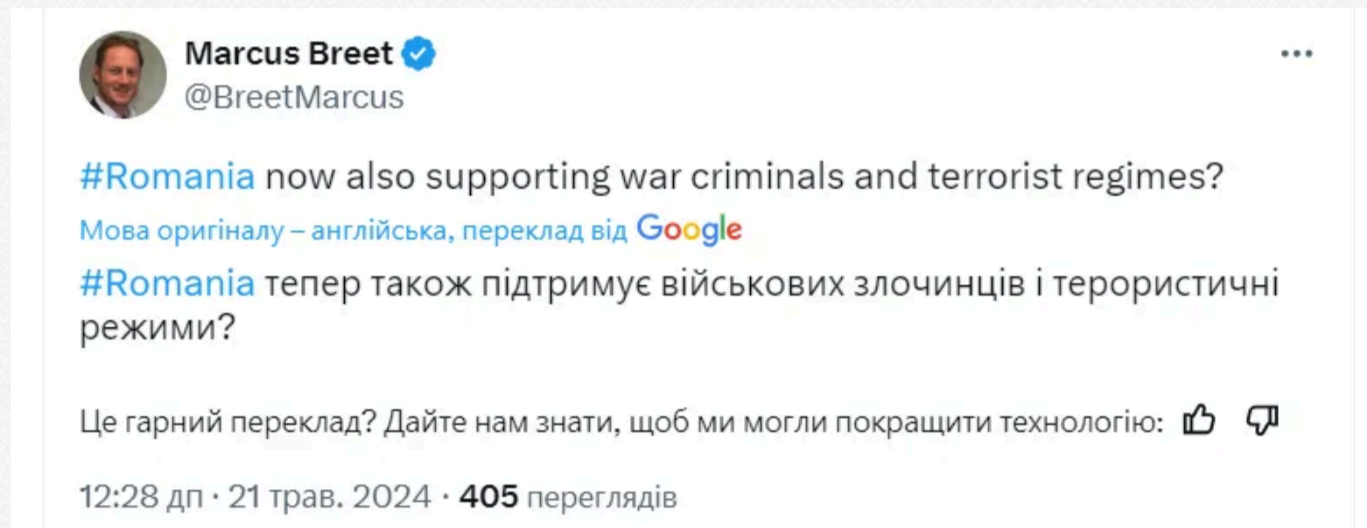 Marcus Breet
@BreetMarcus
#Romania now also supporting war criminals and terrorist regimes?
Мова оригіналу – англійська, переклад від Google
#Romania тепер також підтримує військових злочинців і терористичні
режими?
Це гарний переклад? Дайте нам знати, щоб ми могли покращити технологію:
12:28 дп · 21 трав. 2024 · 405 переглядів